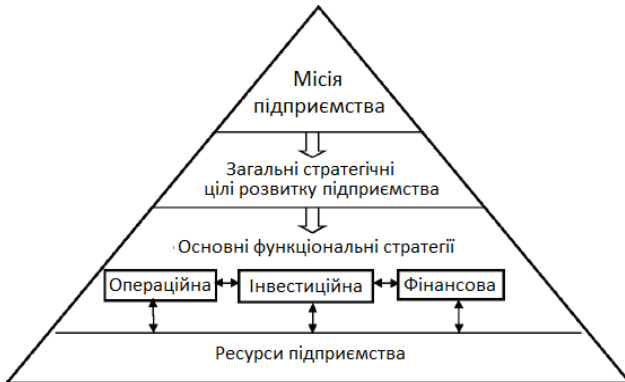 Місія
підприємства
Загальні стратегічні
цілі розвитку підприємства
Основні функціональні стратегії
Операційна
Інвестиційна
Фінансова
Ресурси підприємства